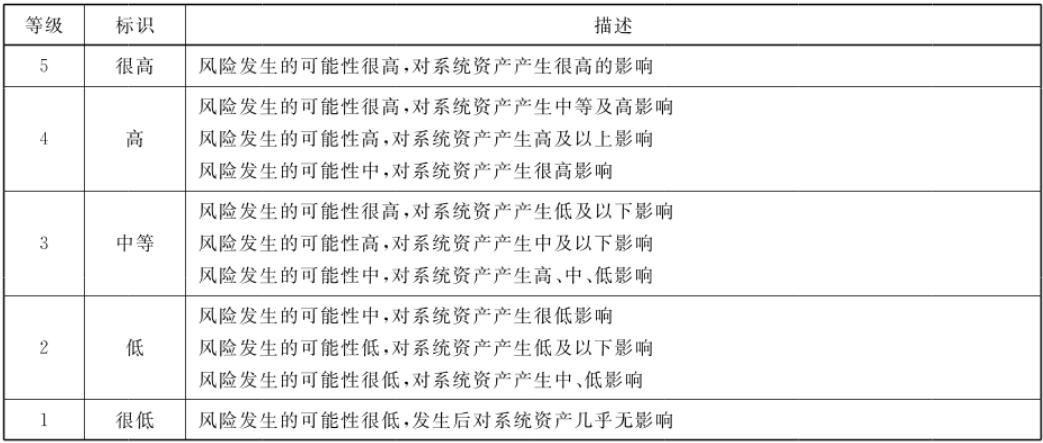 等级 标识 描述
5 很高 风险发生的可能性很高,对系统资产产生很高的影响
风险发生的可能性很高,对系统资产产生中等及高影响
4 高 风险发生的可能性高,对系统资产产生高及以上影响
风险发生的可能性中,对系统资产产生很高影响
风险发生的可能性很高,对系统资产产生低及以下影响
3 中等 风险发生的可能性高,对系统资产产生中及以下影响
风险发生的可能性中,对系统资产产生高、中、低影响
风险发生的可能性中,对系统资产产生很低影响
2 低 风险发生的可能性低,对系统资产产生低及以下影响
风险发生的可能性很低,对系统资产产生中、低影响
1 很低 风险发生的可能性很低,发生后对系统资产几乎无影响